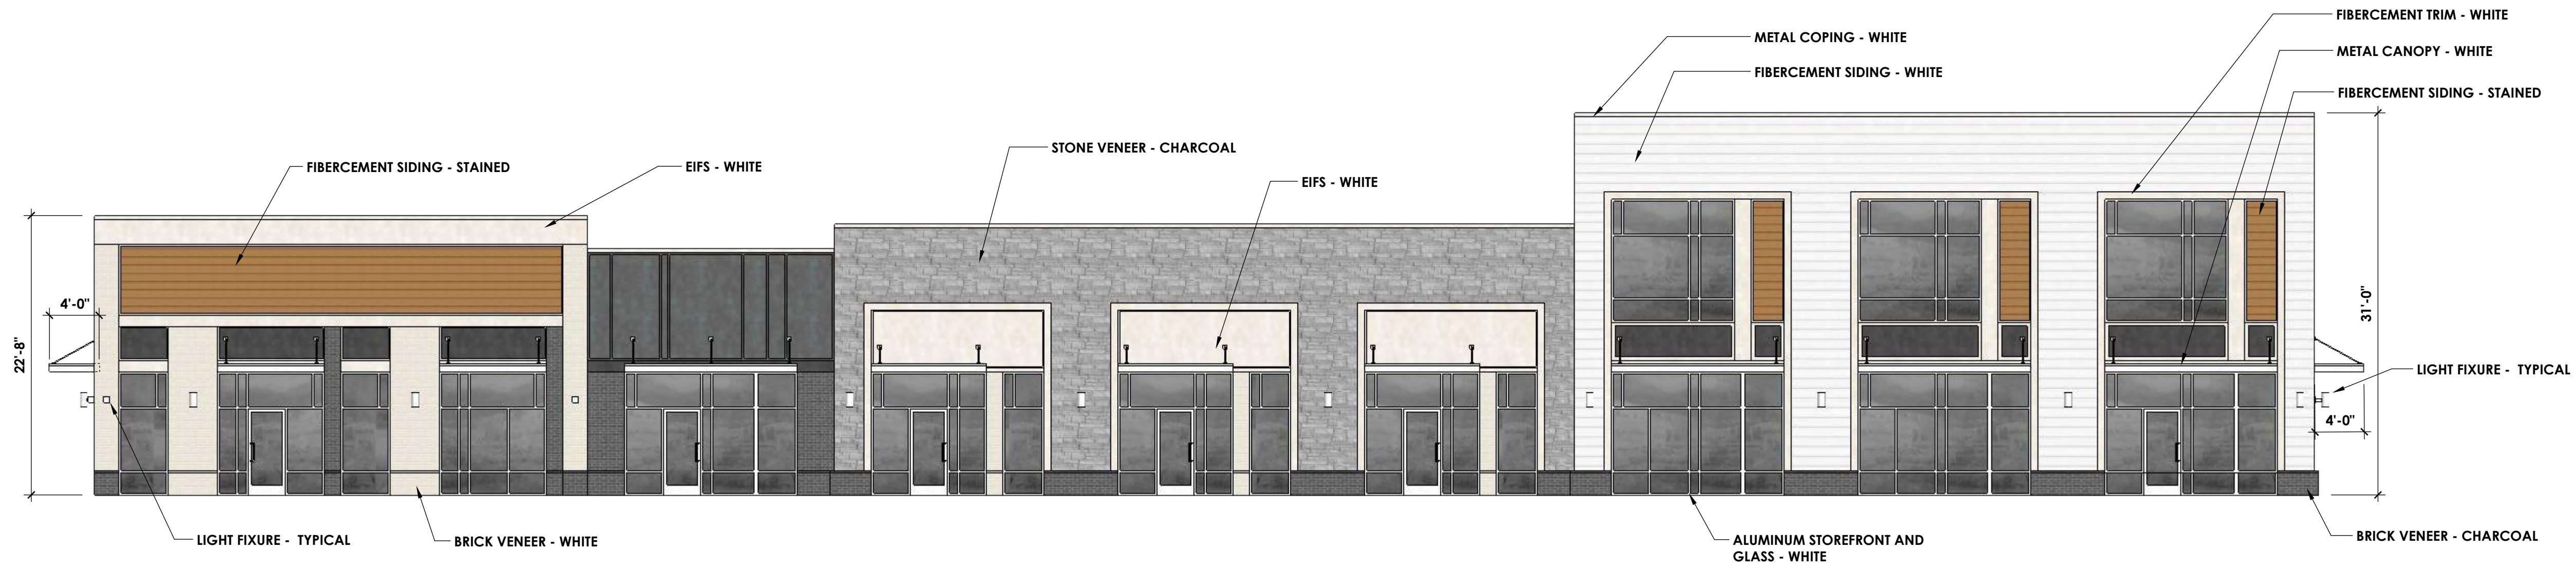 FIBERCEMENT TRIM - WHITE
METAL COPING - WHITE
METAL CANOPY - WHITE
FIBERCEMENT SIDING - WHITE
FIBERCEMENT SIDING - STAINED
STONE VENEER - CHARCOAL
FIBERCEMENT SIDING - STAINED
EIFS - WHITE
EIFS - WHITE
4'-0"
22'-8"
31'-0"
LIGHT FIXTURE - TYPICAL
4'-0"
LIGHT FIXTURE - TYPICAL
BRICK VENEER - WHITE
ALUMINUM STOREFRONT AND
GLASS - WHITE
BRICK VENEER - CHARCOAL